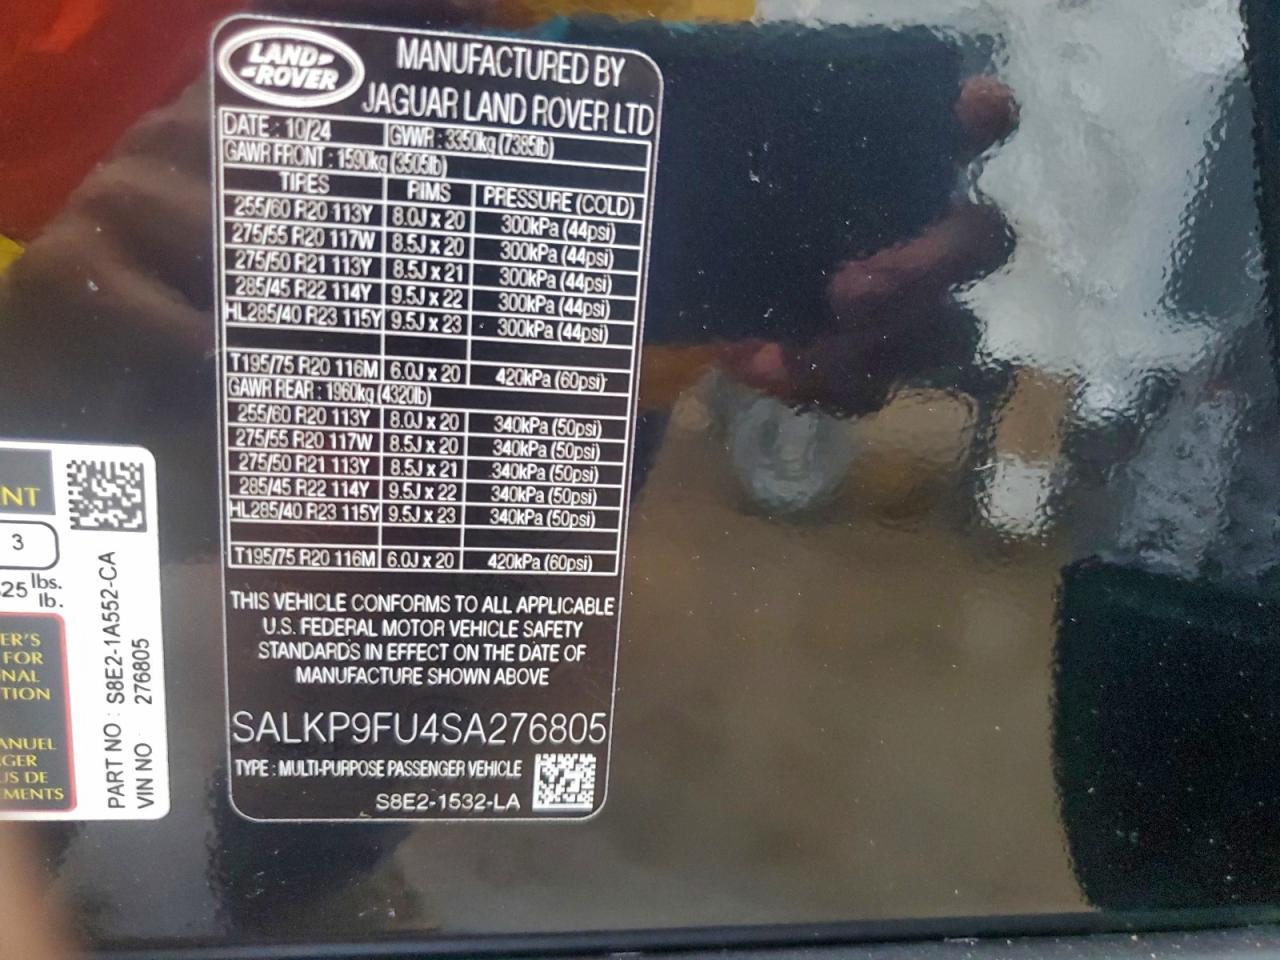 LAND-
-ROVER
MANUFACTURED BY
JAGUAR LAND ROVER LTD
DATE : 10/24 GVWR : 3350kg (7385lb)
GAWR FRONT : 1590kg (3505lb)
TIRES RIMS PRESSURE (COLD)
255/60 R20 113Y 8.0J x 20 300kPa (44psi)
275/55 R20 117W 8.5J x 20 300kPa (44psi)
275/50 R21 113Y 8.5J x 21 300kPa (44psi)
285/45 R22 114Y 9.5J x 22 300kPa (44psi)
HL285/40 R23 115Y 9.5J x 23 300kPa (44psi)
T195/75 R20 116M 6.0J x 20 420kPa (60psi)
GAWR REAR : 1960kg (4320lb)
255/60 R20 113Y 8.0J x 20 340kPa (50psi)
275/55 R20 117W 8.5J x 20 340kPa (50psi)
275/50 R21 113Y 8.5J x 21 340kPa (50psi)
285/45 R22 114Y 9.5J x 22 340kPa (50psi)
HL285/40 R23 115Y 9.5J x 23 340kPa (50psi)
T195/75 R20 116M 6.0J x 20 420kPa (60psi)
THIS VEHICLE CONFORMS TO ALL APPLICABLE
U.S. FEDERAL MOTOR VEHICLE SAFETY
STANDARDS IN EFFECT ON THE DATE OF
MANUFACTURE SHOWN ABOVE
SALKP9FU4SA276805
TYPE : MULTI-PURPOSE PASSENGER VEHICLE
S8E2-1532-LA
3
lbs.
lb.
FOR
DE
PART NO : S8E2-1A552-CA
VIN NO 276805